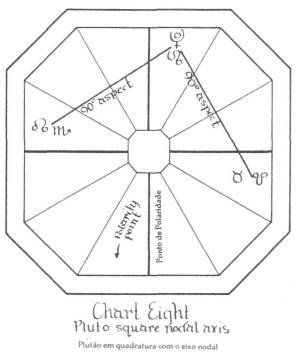 90° aspect
90° aspect
Polarity
point
Ponto de Polaridade
Chart Eight
Pluto square nodal axis
Plutão em quadratura com o eixo nodal